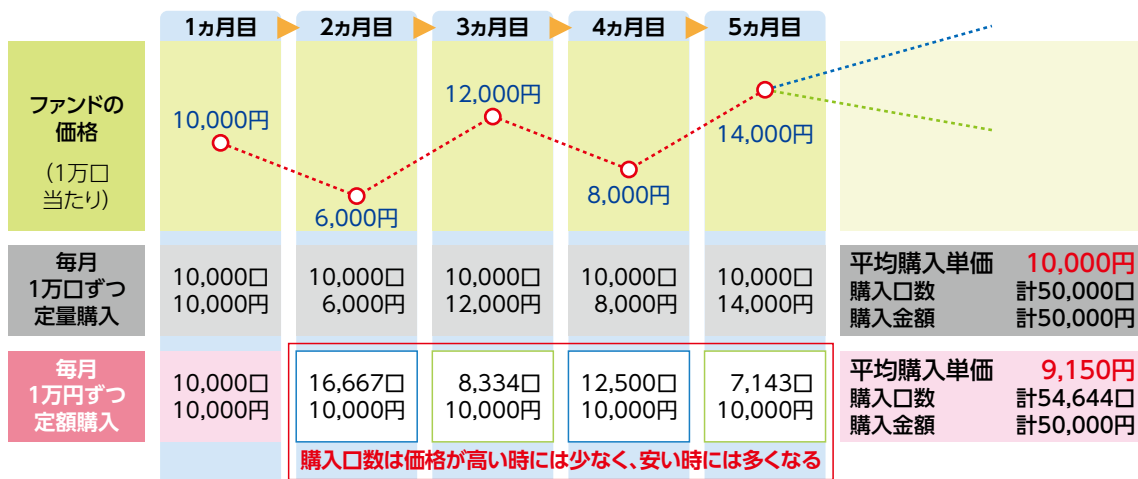 1ヵ月目
2ヵ月目
3ヵ月目
4ヵ月目
5ヵ月目
ファンドの
価格
(1万口
当たり)
10,000円
6,000円
12,000円
8,000円
14,000円
毎月
1万口ずつ
定量購入
10,000口
10,000円
10,000口
6,000円
10,000口
12,000円
10,000口
8,000円
10,000口
14,000円
平均購入単価 10,000円
購入口数 計50,000口
購入金額 計50,000円
毎月
1万円ずつ
定額購入
10,000口
10,000円
16,667口
10,000円
8,334口
10,000円
12,500口
10,000円
7,143口
10,000円
平均購入単価 9,150円
購入口数 計54,644口
購入金額 計50,000円
購入口数は価格が高い時には少なく、安い時には多くなる